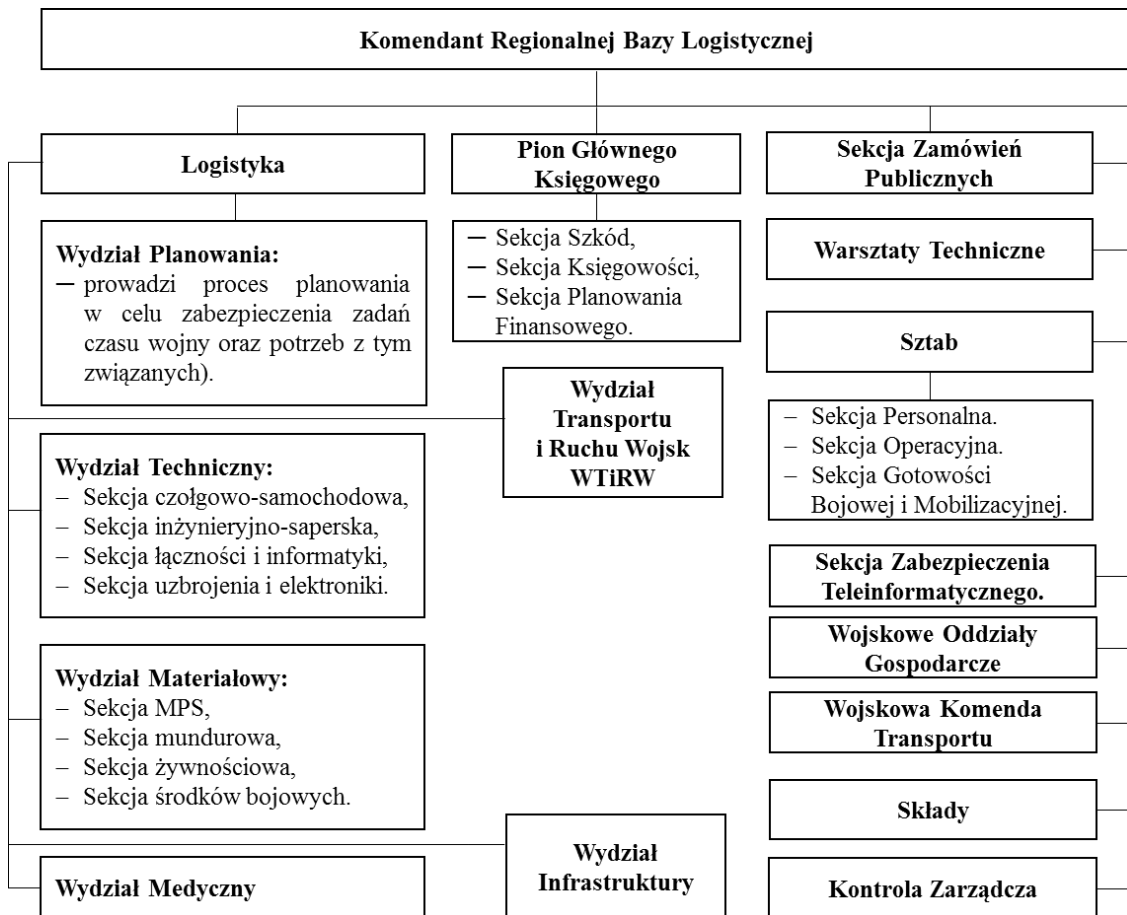 Komendant Regionalnej Bazy Logistycznej
Logistyka
Pion Głównego
Księgowego
Sekcja Zamówień
Publicznych
Wydział Planowania:
— prowadzi proces planowania
w celu zabezpieczenia zadań
czasu wojny oraz potrzeb z tym
związanych).
— Sekcja Szkód,
— Sekcja Księgowości,
— Sekcja Planowania
Finansowego.
Warsztaty Techniczne
Sztab
– Sekcja Personalna.
– Sekcja Operacyjna.
– Sekcja Gotowości
Bojowej i Mobilizacyjnej.
Wydział
Transportu
i Ruchu Wojsk
WTiRW
Wydział Techniczny:
– Sekcja czołgowo-samochodowa,
– Sekcja inżynieryjno-saperska,
– Sekcja łączności i informatyki,
– Sekcja uzbrojenia i elektroniki.
Sekcja Zabezpieczenia
Teleinformatycznego.
Wojskowe Oddziały
Gospodarcze
Wydział Materiałowy:
– Sekcja MPS,
– Sekcja mundurowa,
– Sekcja żywnościowa,
– Sekcja środków bojowych.
Wojskowa Komenda
Transportu
Składy
Wydział
Infrastruktury
Wydział Medyczny
Kontrola Zarządcza